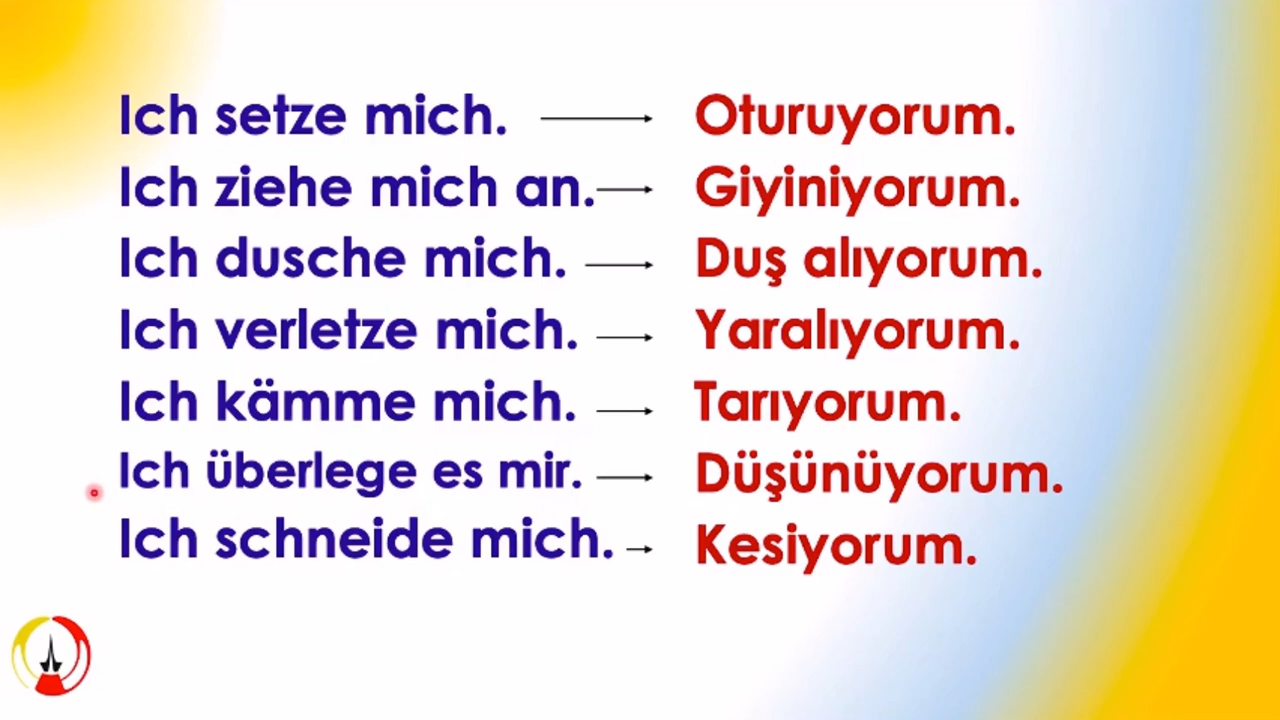 Ich setze mich. → Oturuyorum.
Ich ziehe mich an. → Giyiniyorum.
Ich dusche mich. → Duş alıyorum.
Ich verletze mich. → Yaralıyorum.
Ich kämme mich. → Tarıyorum.
Ich überlege es mir. → Düşünüyorum.
Ich schneide mich. → Kesiyorum.